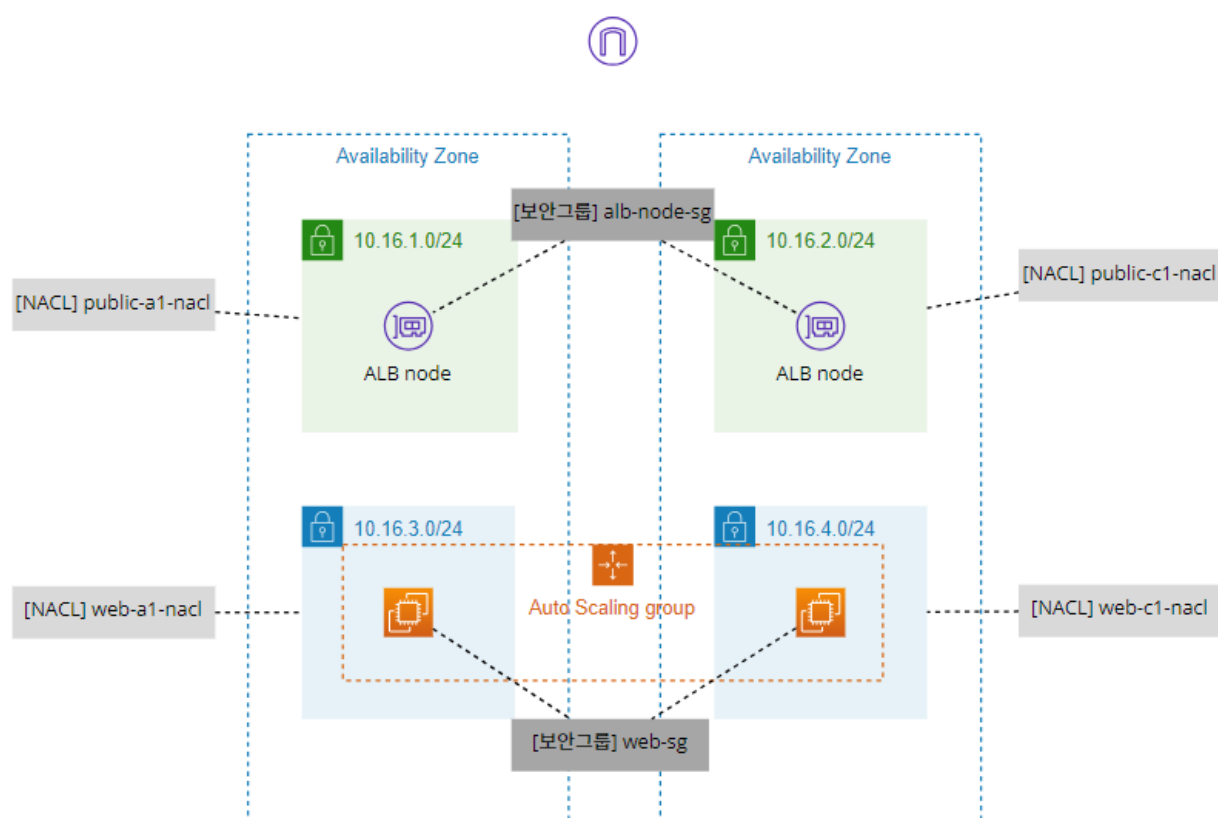 Availability Zone
Availability Zone
[보안그룹] alb-node-sg
10.16.1.0/24
10.16.2.0/24
[NACL] public-a1-nacl
[NACL] public-c1-nacl
ALB node
ALB node
10.16.3.0/24
10.16.4.0/24
Auto Scaling group
[NACL] web-a1-nacl
[NACL] web-c1-nacl
[보안그룹] web-sg